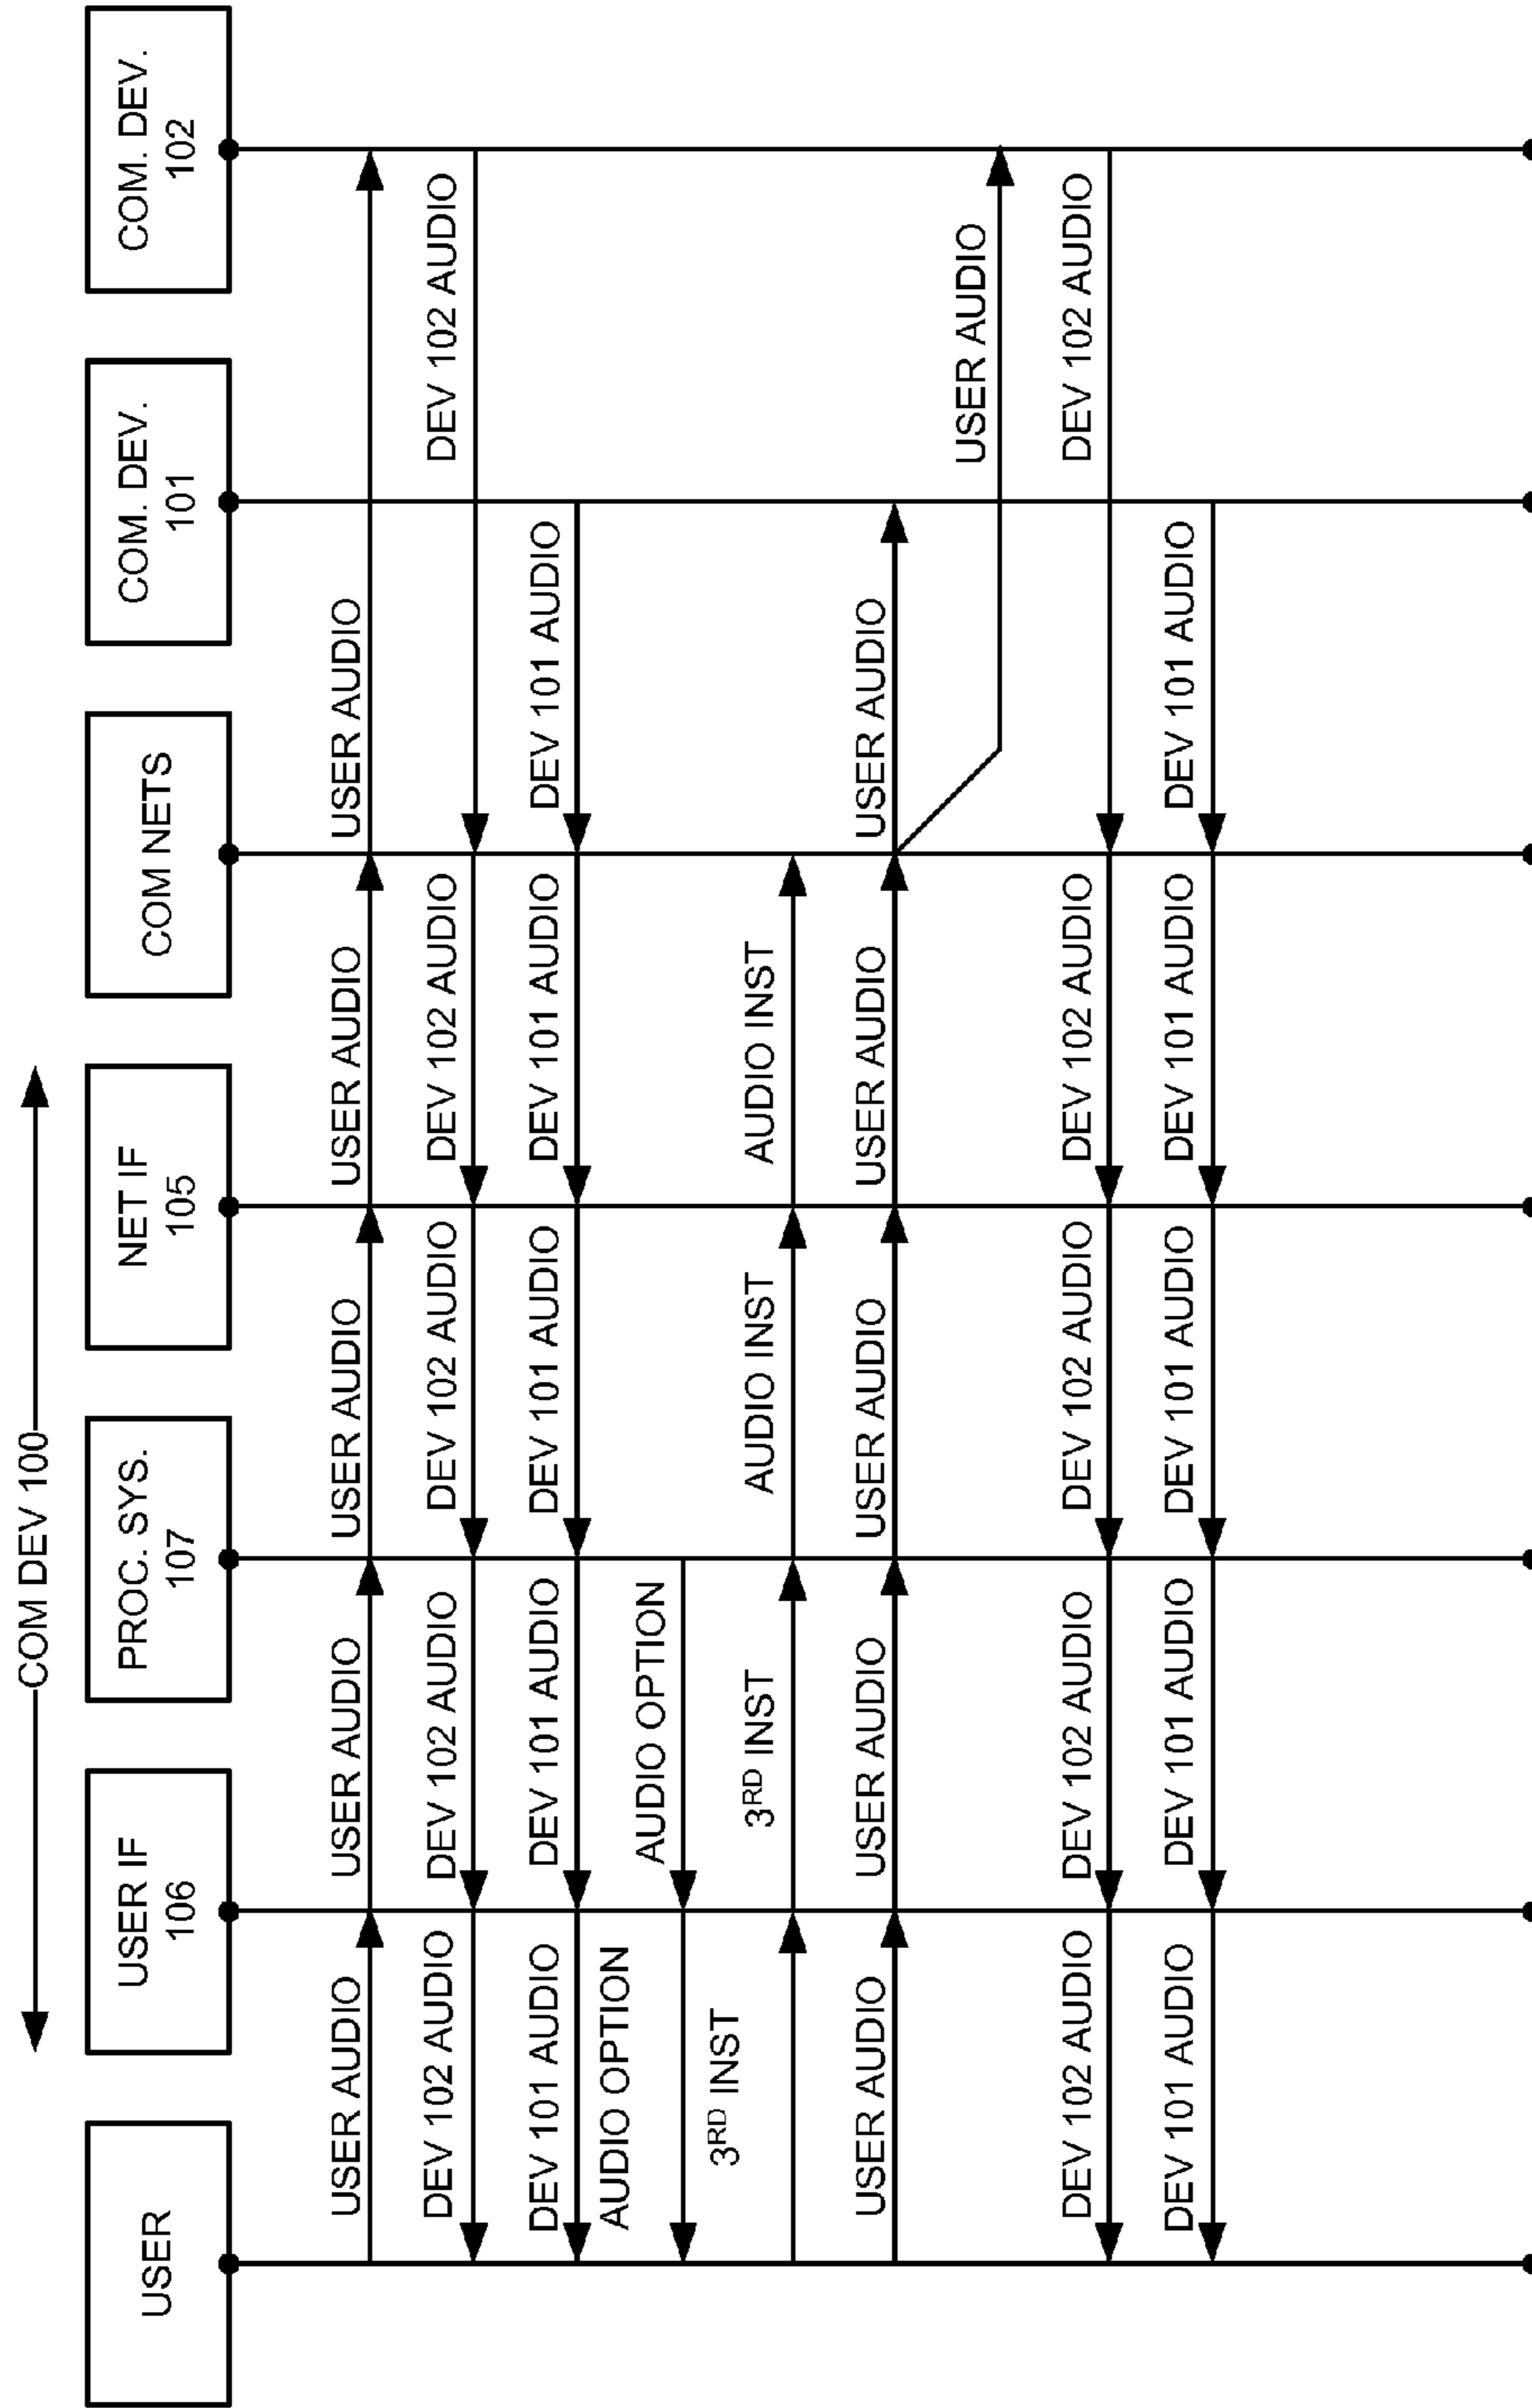 COM DEV 100
USER
USER IF
106
PROC. SYS.
107
NET IF
105
COM NETS
COM. DEV.
101
COM. DEV.
102
USER AUDIO
USER AUDIO
USER AUDIO
USER AUDIO
USER AUDIO
DEV 102 AUDIO
DEV 102 AUDIO
DEV 102 AUDIO
DEV 102 AUDIO
DEV 102 AUDIO
DEV 101 AUDIO
DEV 101 AUDIO
DEV 101 AUDIO
DEV 101 AUDIO
DEV 101 AUDIO
AUDIO OPTION
AUDIO OPTION
3RD INST
3RD INST
AUDIO INST
AUDIO INST
USER AUDIO
USER AUDIO
USER AUDIO
USER AUDIO
USER AUDIO
USER AUDIO
DEV 102 AUDIO
DEV 102 AUDIO
DEV 102 AUDIO
DEV 102 AUDIO
DEV 102 AUDIO
DEV 101 AUDIO
DEV 101 AUDIO
DEV 101 AUDIO
DEV 101 AUDIO
DEV 101 AUDIO